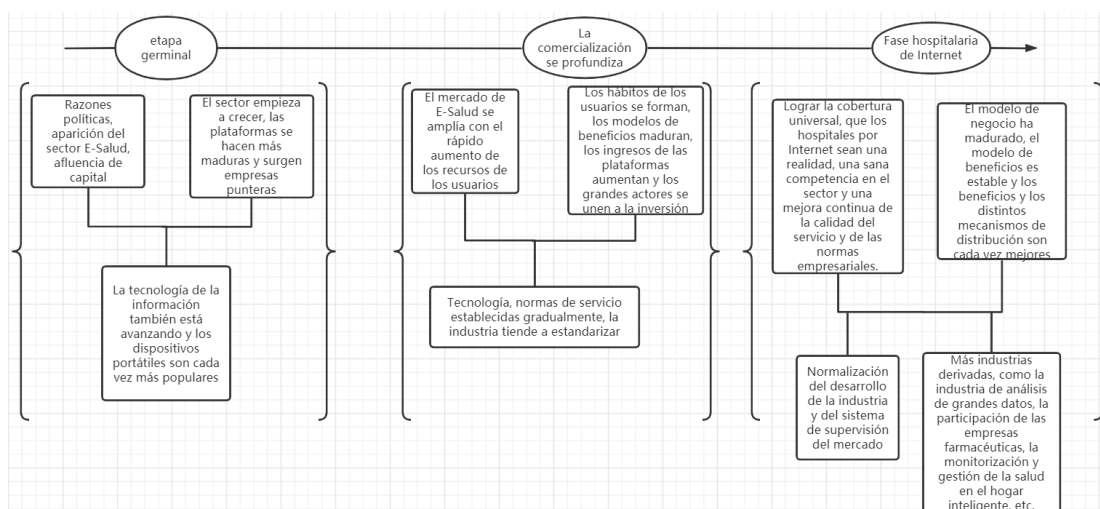 etapa
germinal
La
comercialización
se profundiza
Fase hospitalaria
de Internet
Razones
políticas,
aparición del
sector E-Salud,
afluencia de
capital
El sector empieza
a crecer, las
plataformas se
hacen más
maduras y surgen
empresas
punteras
La tecnología de la
información
también está
avanzando y los
dispositivos
portátiles son cada
vez más populares
El mercado de
E-Salud se
amplía con el
rápido
aumento de
los recursos de
los usuarios
Los hábitos de los
usuarios se forman,
los modelos de
beneficios maduran,
los ingresos de las
plataformas
aumentan y los
grandes actores se
unen a la inversión
Tecnología, normas de servicio
establecidas gradualmente, la
industria tiende a estandarizar
Lograr la cobertura
universal, que los
hospitales por
Internet sean una
realidad, una sana
competencia en el
sector y una
mejora continua de
la calidad del
servicio y de las
normas
empresariales.
El modelo de
negocio ha
madurado, el
modelo de
beneficios es
estable y los
beneficios y los
distintos
mecanismos de
distribución son
cada vez mejores
Normalización
del desarrollo
de la industria
y del sistema
de supervisión
del mercado
Más industrias
derivadas, como la
industria de análisis
de grandes datos, la
participación de las
empresas
farmacéuticas, la
monitorización y
gestión de la salud
en el hogar
inteligente, etc.